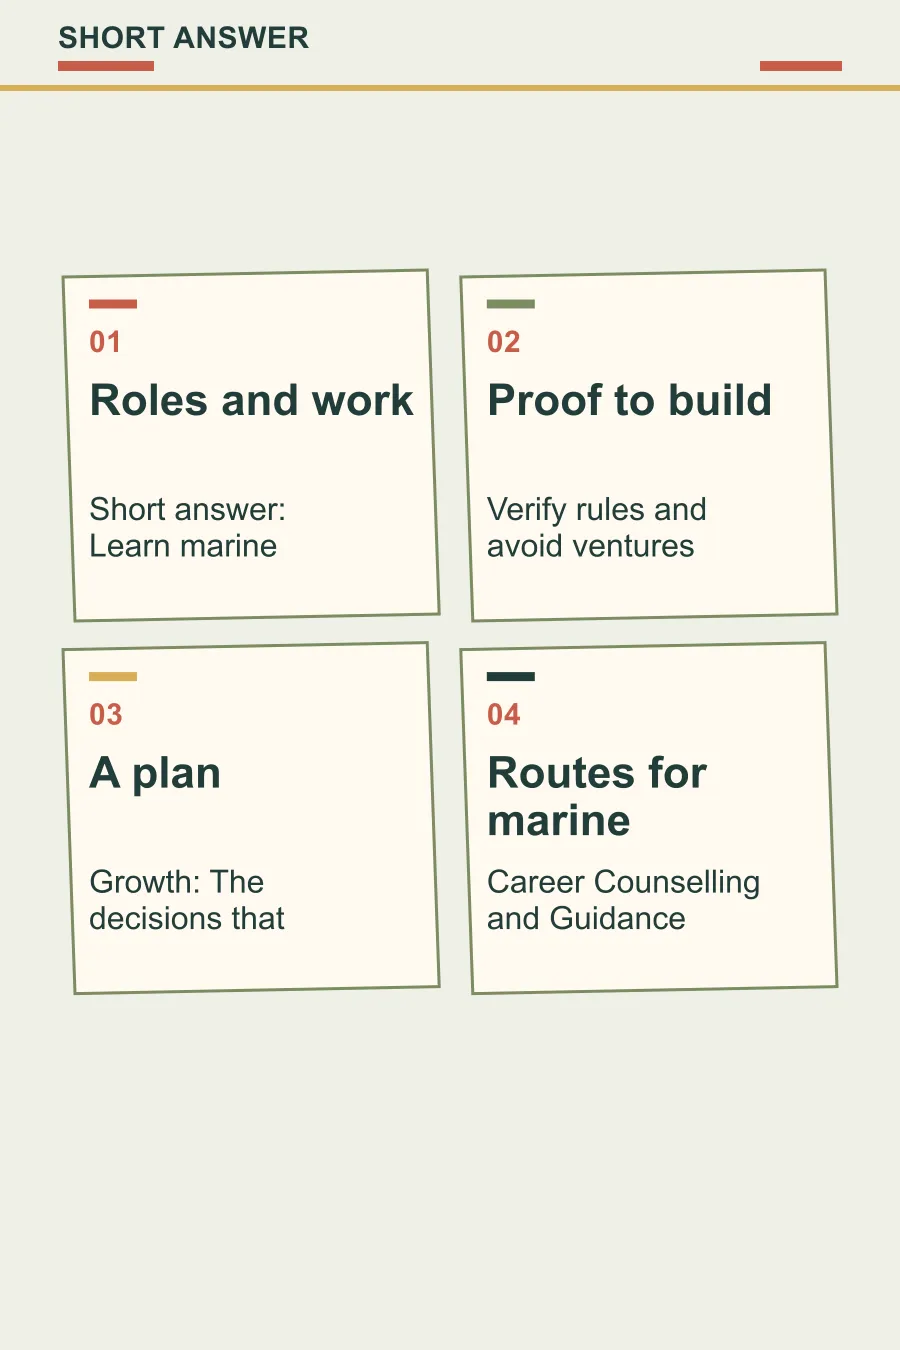 SHORT ANSWER
01
Roles and work
Short answer:
Learn marine
02
Proof to build
Verify rules and
avoid ventures
03
A plan
Growth: The
decisions that
04
Routes for
marine
Career Counselling
and Guidance